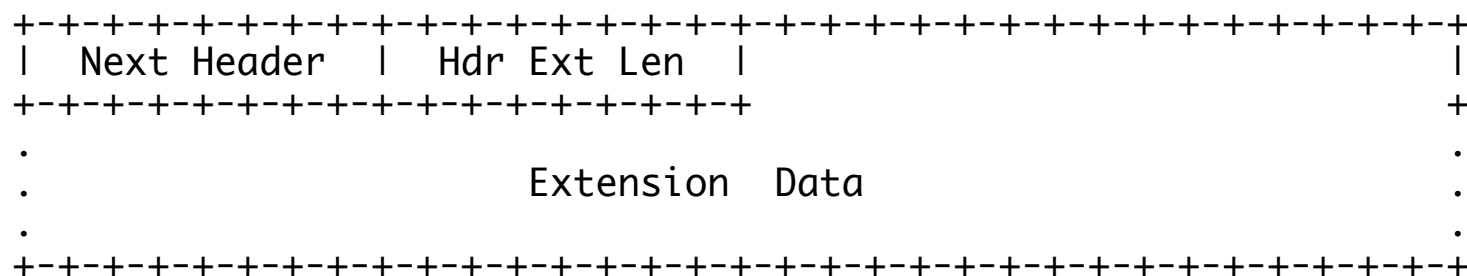 +-+-+-+-+-+-+-+-+-+-+-+-+-+-+-+-+-+-+-+-+-+-+-+-+-+-+-+-+-+-+-+-+
|  Next Header  |  Hdr Ext Len  |                               |
+-+-+-+-+-+-+-+-+-+-+-+-+-+-+-+-+                               +
.                                                               .
.                      Extension  Data                          .
.                                                               .
+-+-+-+-+-+-+-+-+-+-+-+-+-+-+-+-+-+-+-+-+-+-+-+-+-+-+-+-+-+-+-+-+